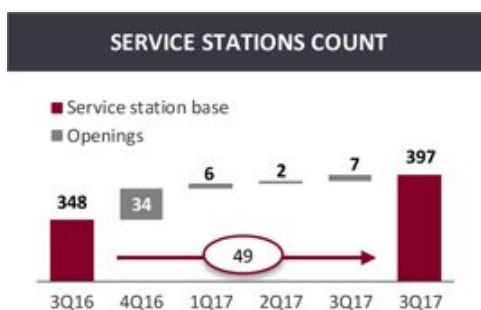 SERVICE STATIONS COUNT
Service station base
Openings
348
34
6
2
7
397
49
3Q16 4Q16 1Q17 2Q17 3Q17 3Q17